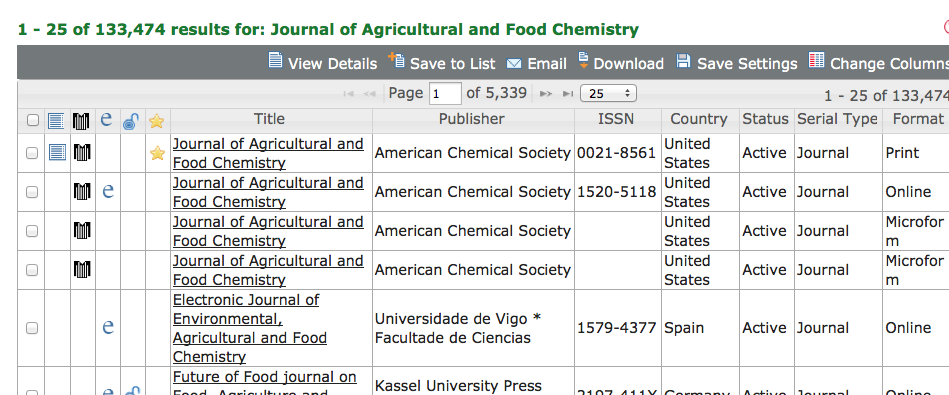 1 - 25 of 133,474 results for: Journal of Agricultural and Food Chemistry
View Details Save to List Email Download Save Settings Change Columns
Page 1 of 5,339 25 1 - 25 of 133,474
Title Publisher ISSN Country Status Serial Type Format
Journal of Agricultural and
Food Chemistry American Chemical Society 0021-8561 United
States Active Journal Print
Journal of Agricultural and
Food Chemistry American Chemical Society 1520-5118 United
States Active Journal Online
Journal of Agricultural and
Food Chemistry American Chemical Society United
States Active Journal Microfor
m
Journal of Agricultural and
Food Chemistry American Chemical Society United
States Active Journal Microfor
m
Electronic Journal of
Environmental,
Agricultural and Food
Chemistry Universidade de Vigo *
Facultade de Ciencias 1579-4377 Spain Active Journal Online
Future of Food journal on
Food, Agriculture and Kassel University Press 2197-411X Germany Active Journal Online